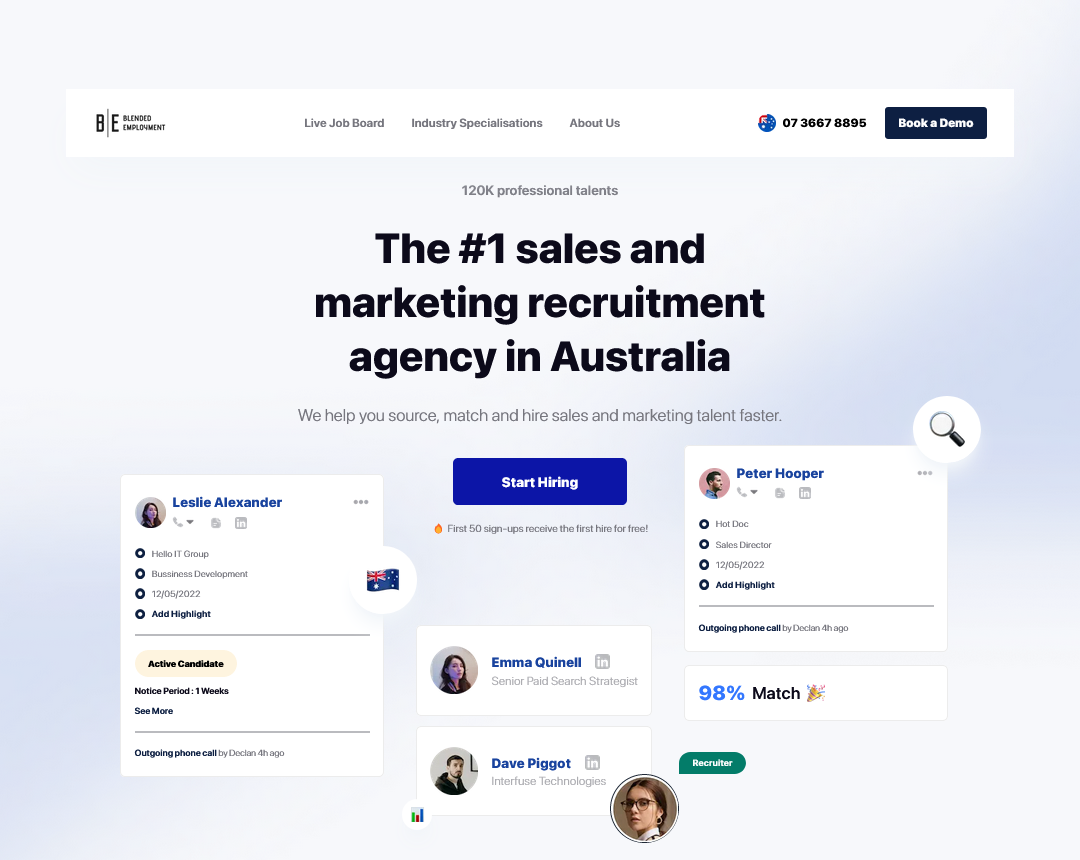 B E BLENDED
EMPLOYMENT
Live Job Board
Industry Specialisations
About Us
07 3667 8895
Book a Demo
120K professional talents
The #1 sales and
marketing recruitment
agency in Australia
We help you source, match and hire sales and marketing talent faster.
Start Hiring
First 50 sign-ups receive the first hire for free!
Leslie Alexander
Hello IT Group
Bussiness Development
12/05/2022
Add Highlight
Active Candidate
Notice Period : 1 Weeks
See More
Outgoing phone call by Declan 4h ago
Emma Quinell
Senior Paid Search Strategist
Dave Piggot
Interfuse Technologies
Peter Hooper
Hot Doc
Sales Director
12/05/2022
Add Highlight
Outgoing phone call by Declan 4h ago
98% Match
Recruiter